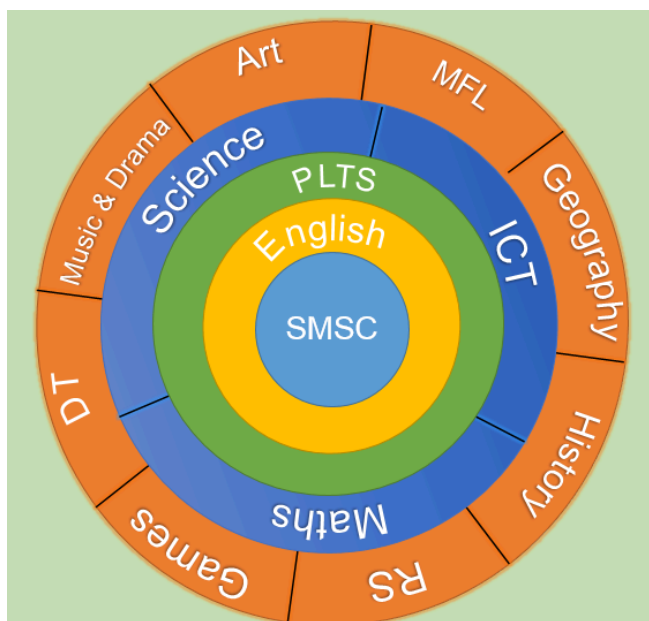 Art
MFL
Geography
History
RS
Games
DT
Music & Drama
Science
ICT
Maths
PLTS
English
SMSC